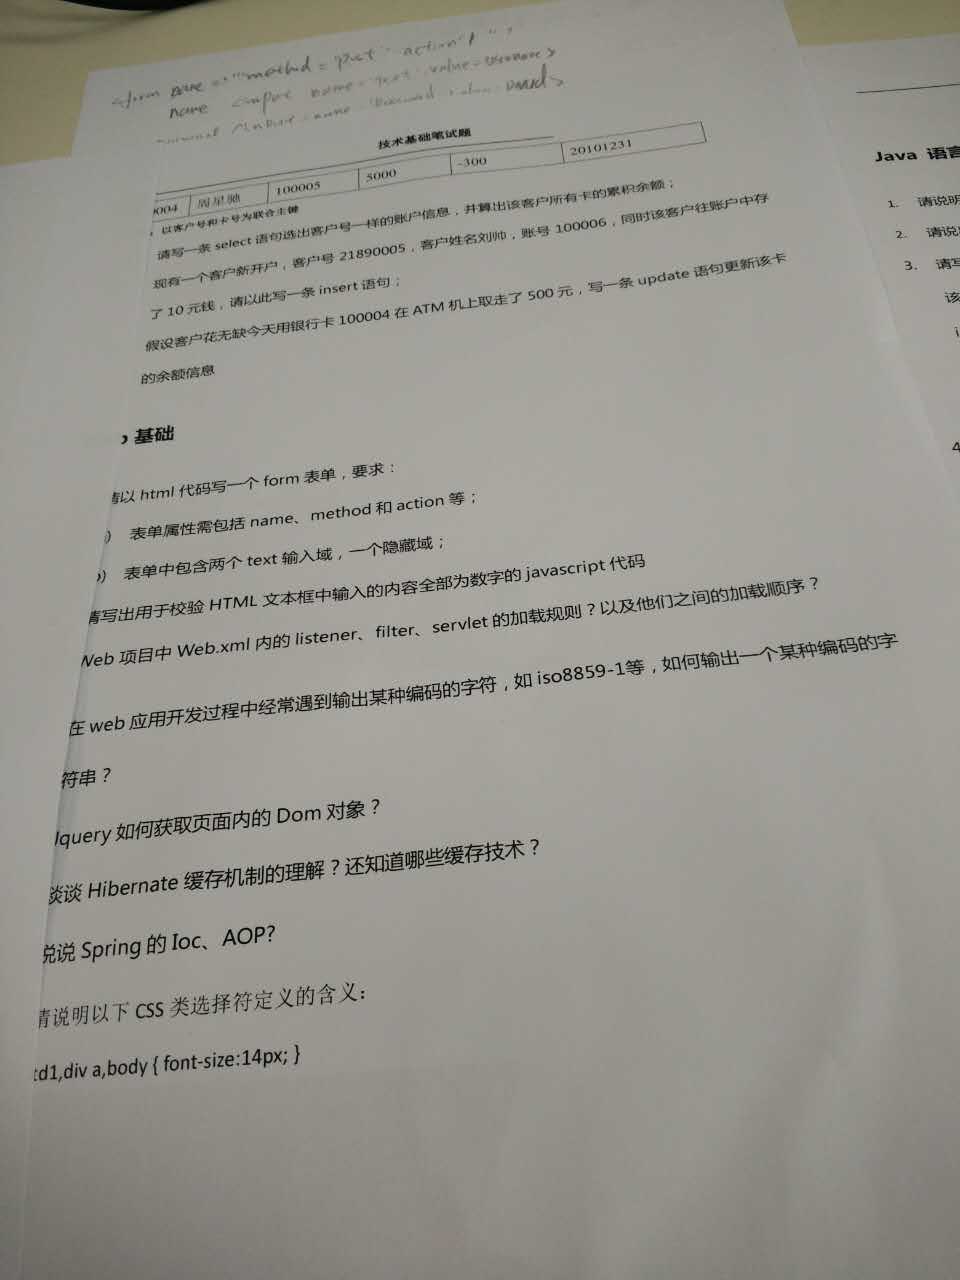 <form name = "" method = "post" action
name <input name = text value = username>
技术基础笔试题
0004 周星驰 100005 5000 -300 20101231
以客户号和卡号为联合主键
请写一条 select 语句选出客户号一样的账户信息，并算出该客户所有卡的累积余额；
现有一个客户新开户，客户号 21890005，客户姓名刘帅，账号 100006，同时该客户往账户中存
了 10 元钱，请以此写一条 insert 语句；
假设客户花无缺今天用银行卡 100004 在 ATM 机上取走了 500 元，写一条 update 语句更新该卡
的余额信息
基础
请以 html 代码写一个 form 表单，要求：
) 表单属性需包括 name、method 和 action 等；
) 表单中包含两个 text 输入域，一个隐藏域；
请写出用于校验 HTML 文本框中输入的内容全部为数字的 javascript 代码
Web 项目中 Web.xml 内的 listener、filter、servlet 的加载规则？以及他们之间的加载顺序？
在 web 应用开发过程中经常遇到输出某种编码的字符，如 iso8859-1等，如何输出一个某种编码的字
符串？
Jquery 如何获取页面内的 Dom 对象？
谈谈 Hibernate 缓存机制的理解？还知道哪些缓存技术？
说说 Spring 的 Ioc、AOP?
请说明以下 CSS 类选择符定义的含义：
td1,div a,body { font-size:14px; }
Java 语言
1. 请说明
2. 请说
3. 请写
该
i
4